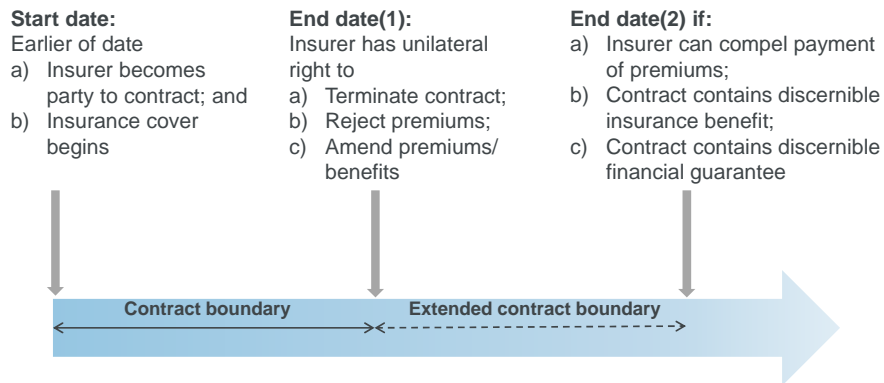 Start date:
Earlier of date
a) Insurer becomes
party to contract; and
b) Insurance cover
begins
End date(1):
Insurer has unilateral
right to
a) Terminate contract;
b) Reject premiums;
c) Amend premiums/
benefits
End date(2) if:
a) Insurer can compel payment
of premiums;
b) Contract contains discernible
insurance benefit;
c) Contract contains discernible
financial guarantee
Contract boundary
Extended contract boundary